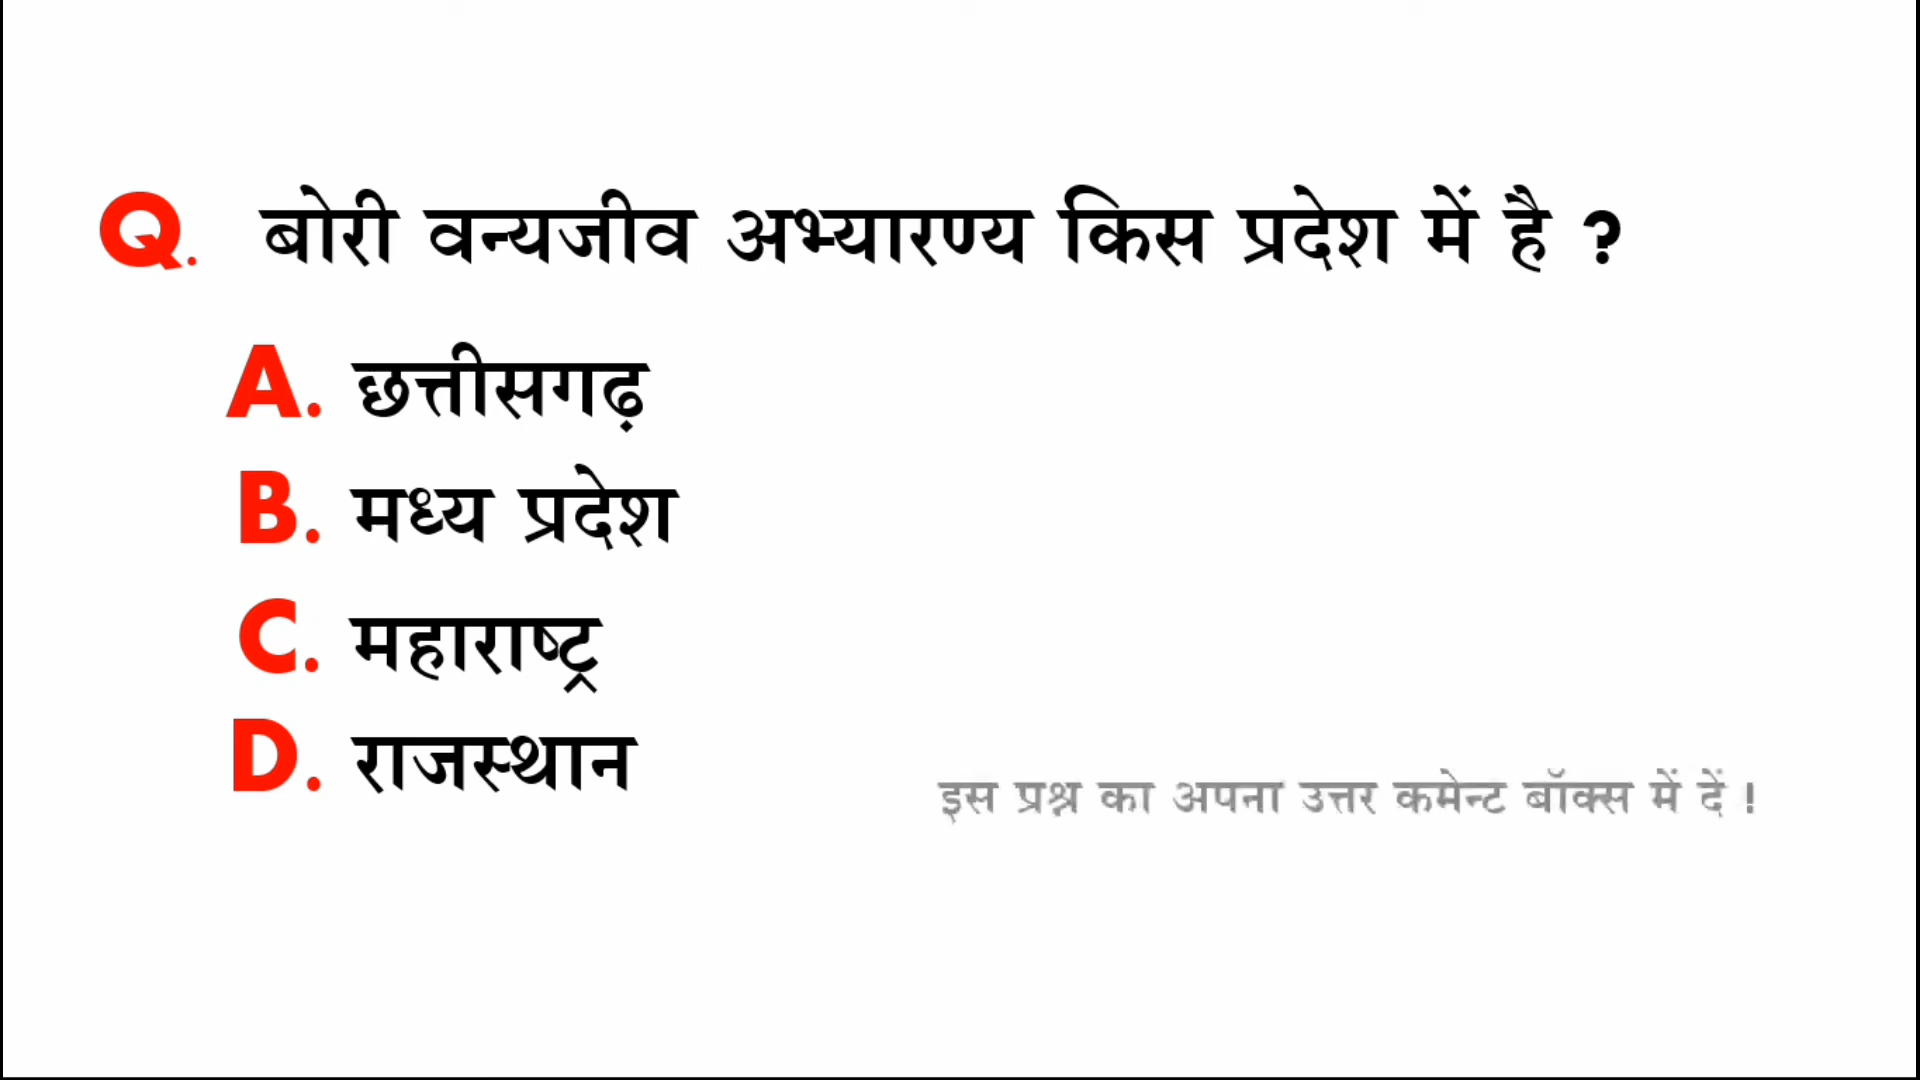 Q. बोरी वन्यजीव अभ्यारण्य किस प्रदेश में है ?
A. छत्तीसगढ़
B. मध्य प्रदेश
C. महाराष्ट्र
D. राजस्थान
इस प्रश्न का अपना उत्तर कमेन्ट बॉक्स में दें !